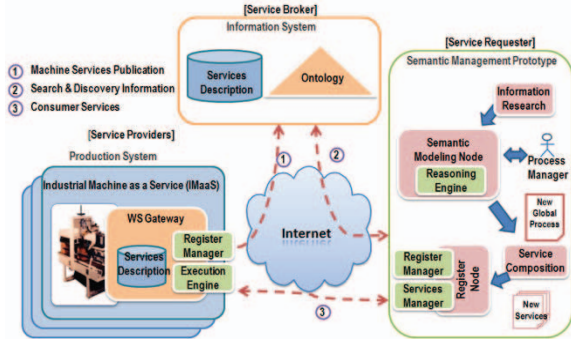 [Service Broker]
Information System
Services
Description
Ontology
1 Machine Services Publication
2 Search & Discovery Information
3 Consumer Services
[Service Providers]
Production System
Industrial Machine as a Service (IMaaS)
WS Gateway
Services
Description
Register
Manager
Execution
Engine
1
2
Internet
3
[Service Requester]
Semantic Management Prototype
Information
Research
Semantic
Modeling Node
Reasoning
Engine
Process
Manager
New
Global
Process
Register
Manager
Services
Manager
Register
Node
Service
Composition
New
Services